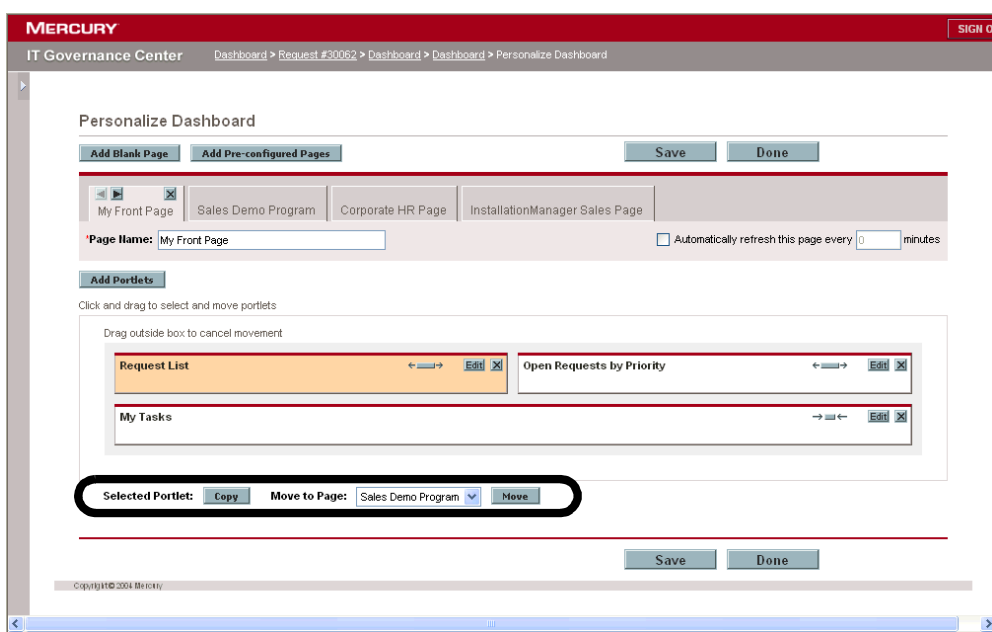 MERCURY
SIGN O
IT Governance Center
Dashboard > Request #30062 > Dashboard > Dashboard > Personalize Dashboard
Personalize Dashboard
Add Blank Page Add Pre-configured Pages Save Done
My Front Page Sales Demo Program Corporate HR Page InstallationManager Sales Page
*Page Name: My Front Page Automatically refresh this page every 0 minutes
Add Portlets
Click and drag to select and move portlets
Drag outside box to cancel movement
Request List Edit Open Requests by Priority Edit
My Tasks Edit
Selected Portlet: Copy Move to Page: Sales Demo Program Move
Save Done
Copyright © 2004 Mercury